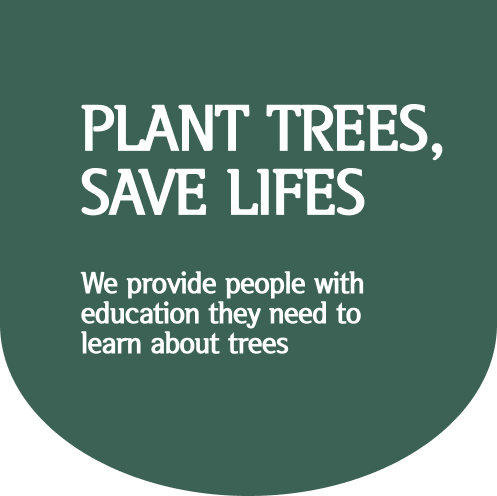 PLANT TREES,
SAVE LIFES
We provide people with
education they need to
learn about trees